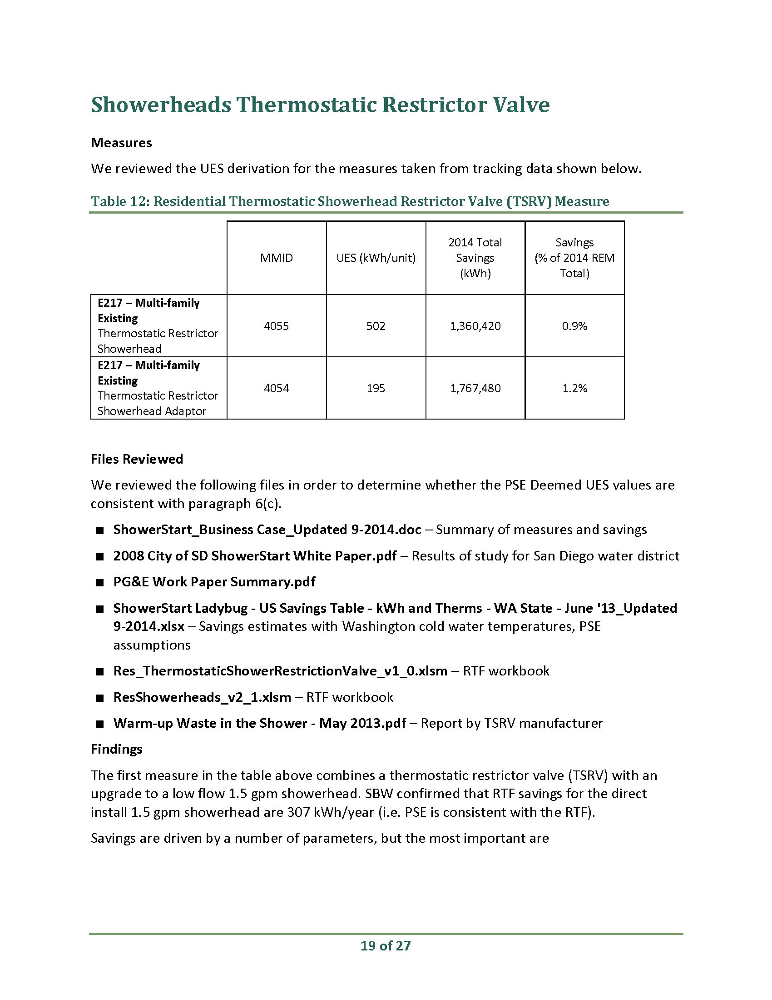 Showerheads Thermostatic Restrictor Valve
Measures
We reviewed the UES derivation for the measures taken from tracking data shown below.
Table 12: Residential Thermostatic Showerhead Restrictor Valve (TSRV) Measure
MMID
UES (kWh/unit)
2014 Total
Savings
(kWh)
Savings
(% of 2014 REM
Total)
E217 – Multi-family
Existing
Thermostatic Restrictor
Showerhead
4055
502
1,360,420
0.9%
E217 – Multi-family
Existing
Thermostatic Restrictor
Showerhead Adaptor
4054
195
1,767,480
1.2%
Files Reviewed
We reviewed the following files in order to determine whether the PSE Deemed UES values are
consistent with paragraph 6(c).
■ ShowerStart_Business Case_Updated 9-2014.doc – Summary of measures and savings
■ 2008 City of SD ShowerStart White Paper.pdf – Results of study for San Diego water district
■ PG&E Work Paper Summary.pdf
■ ShowerStart Ladybug - US Savings Table - kWh and Therms - WA State - June '13_Updated
9-2014.xlsx – Savings estimates with Washington cold water temperatures, PSE
assumptions
■ Res_ThermostaticShowerRestrictionValve_v1_0.xlsm – RTF workbook
■ ResShowerheads_v2_1.xlsm – RTF workbook
■ Warm-up Waste in the Shower - May 2013.pdf – Report by TSRV manufacturer
Findings
The first measure in the table above combines a thermostatic restrictor valve (TSRV) with an
upgrade to a low flow 1.5 gpm showerhead. SBW confirmed that RTF savings for the direct
install 1.5 gpm showerhead are 307 kWh/year (i.e. PSE is consistent with the RTF).
Savings are driven by a number of parameters, but the most important are
19 of 27